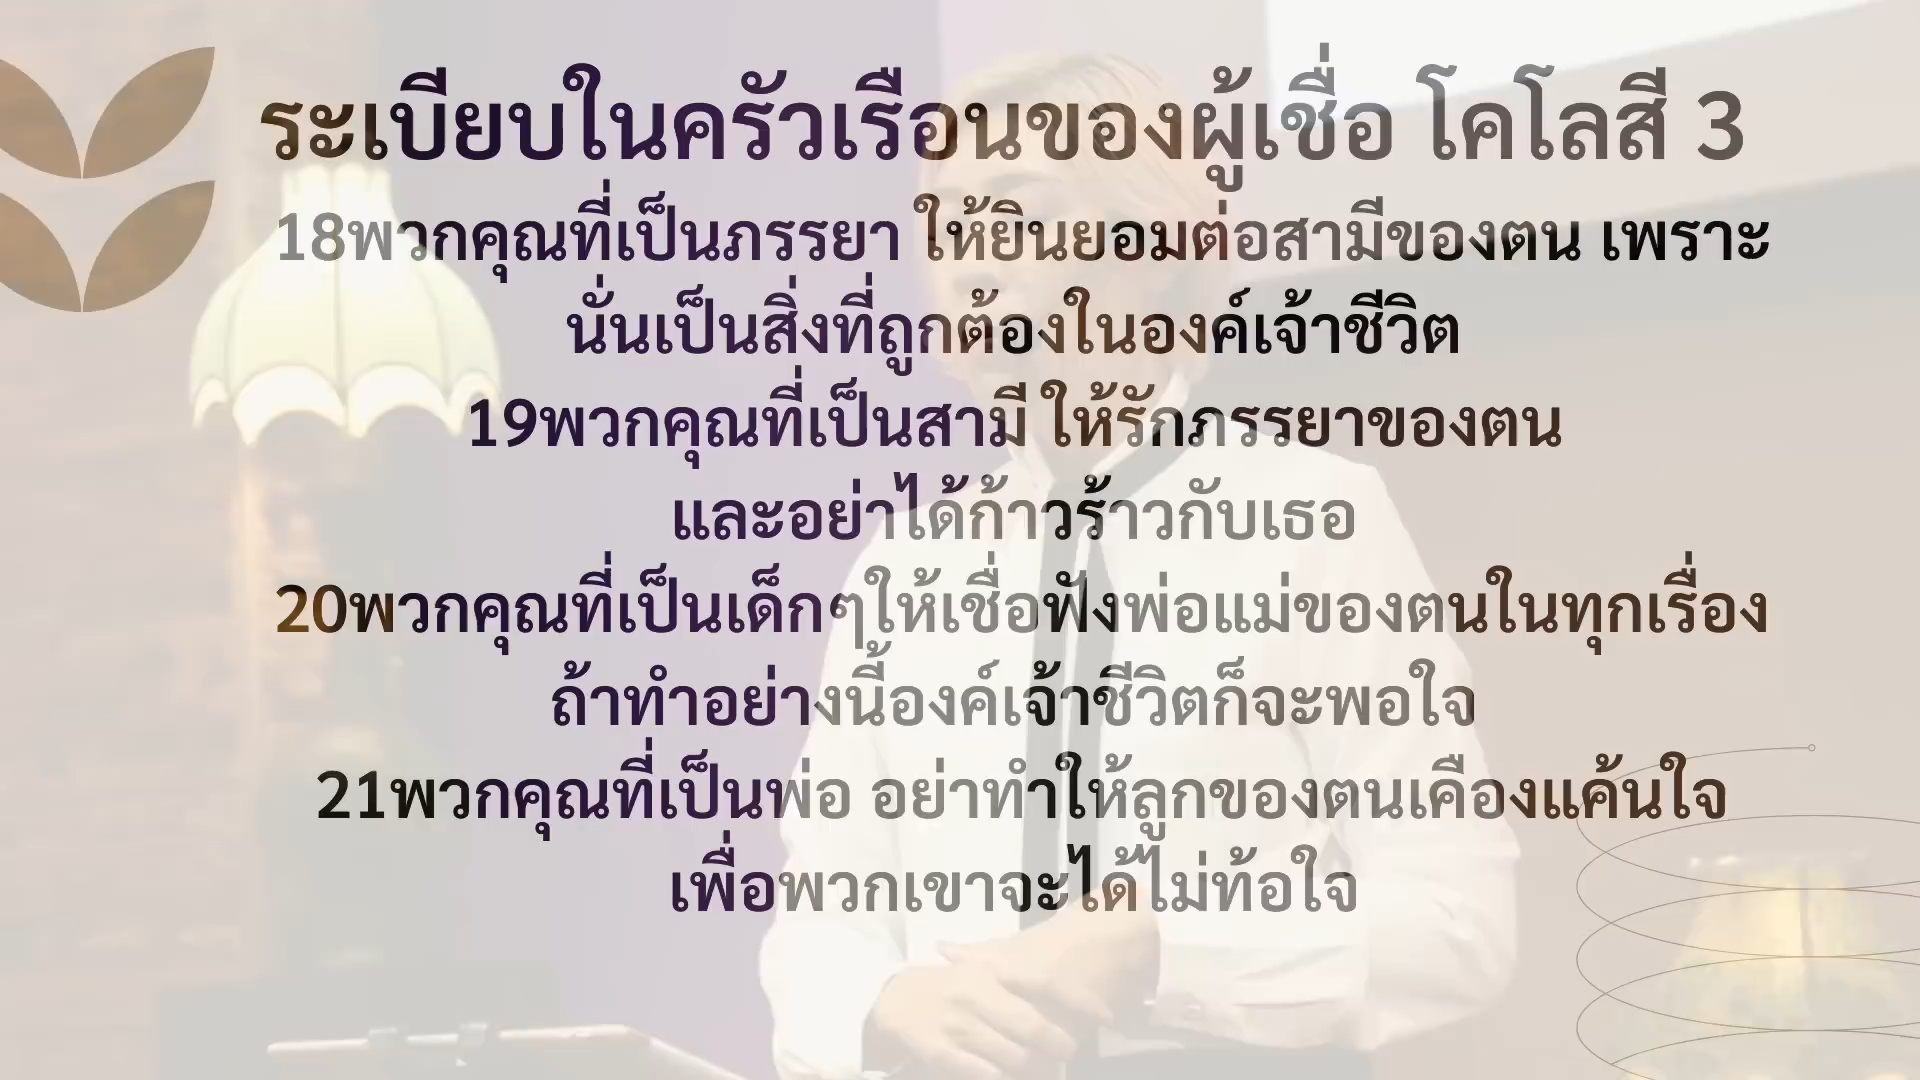 ระเบียบในครัวเรือนของผู้เชื่อ โคโลสี 3
18พวกคุณที่เป็นภรรยา ให้ยินยอมต่อสามีของตน เพราะ
นั่นเป็นสิ่งที่ถูกต้องในองค์เจ้าชีวิต
19พวกคุณที่เป็นสามี ให้รักภรรยาของตน
และอย่าได้ก้าวร้าวกับเธอ
20พวกคุณที่เป็นเด็กๆให้เชื่อฟังพ่อแม่ของตนในทุกเรื่อง
ถ้าทำอย่างนี้องค์เจ้าชีวิตก็จะพอใจ
21พวกคุณที่เป็นพ่อ อย่าทำให้ลูกของตนเคืองแค้นใจ
เพื่อพวกเขาจะได้ไม่ท้อใจ